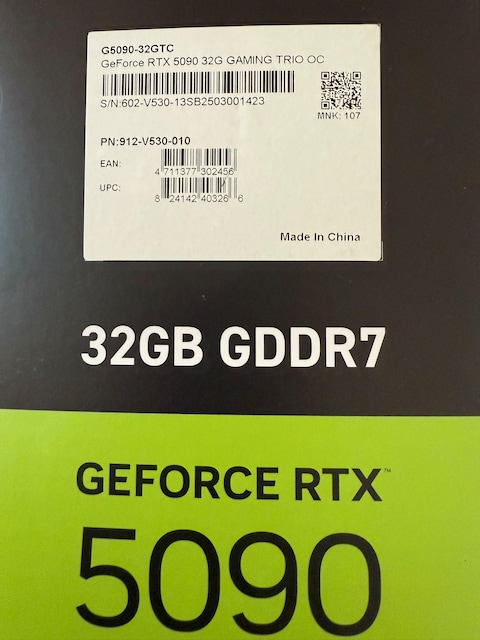 G5090-32GTC
GeForce RTX 5090 32G GAMING TRIO OC
S/N:602-V530-13SB2503001423
MNK: 107
PN:912-V530-010
EAN:
4 711377 302456
UPC:
8 24142 40326 6
Made In China
32GB GDDR7
GEFORCE RTX™
5090